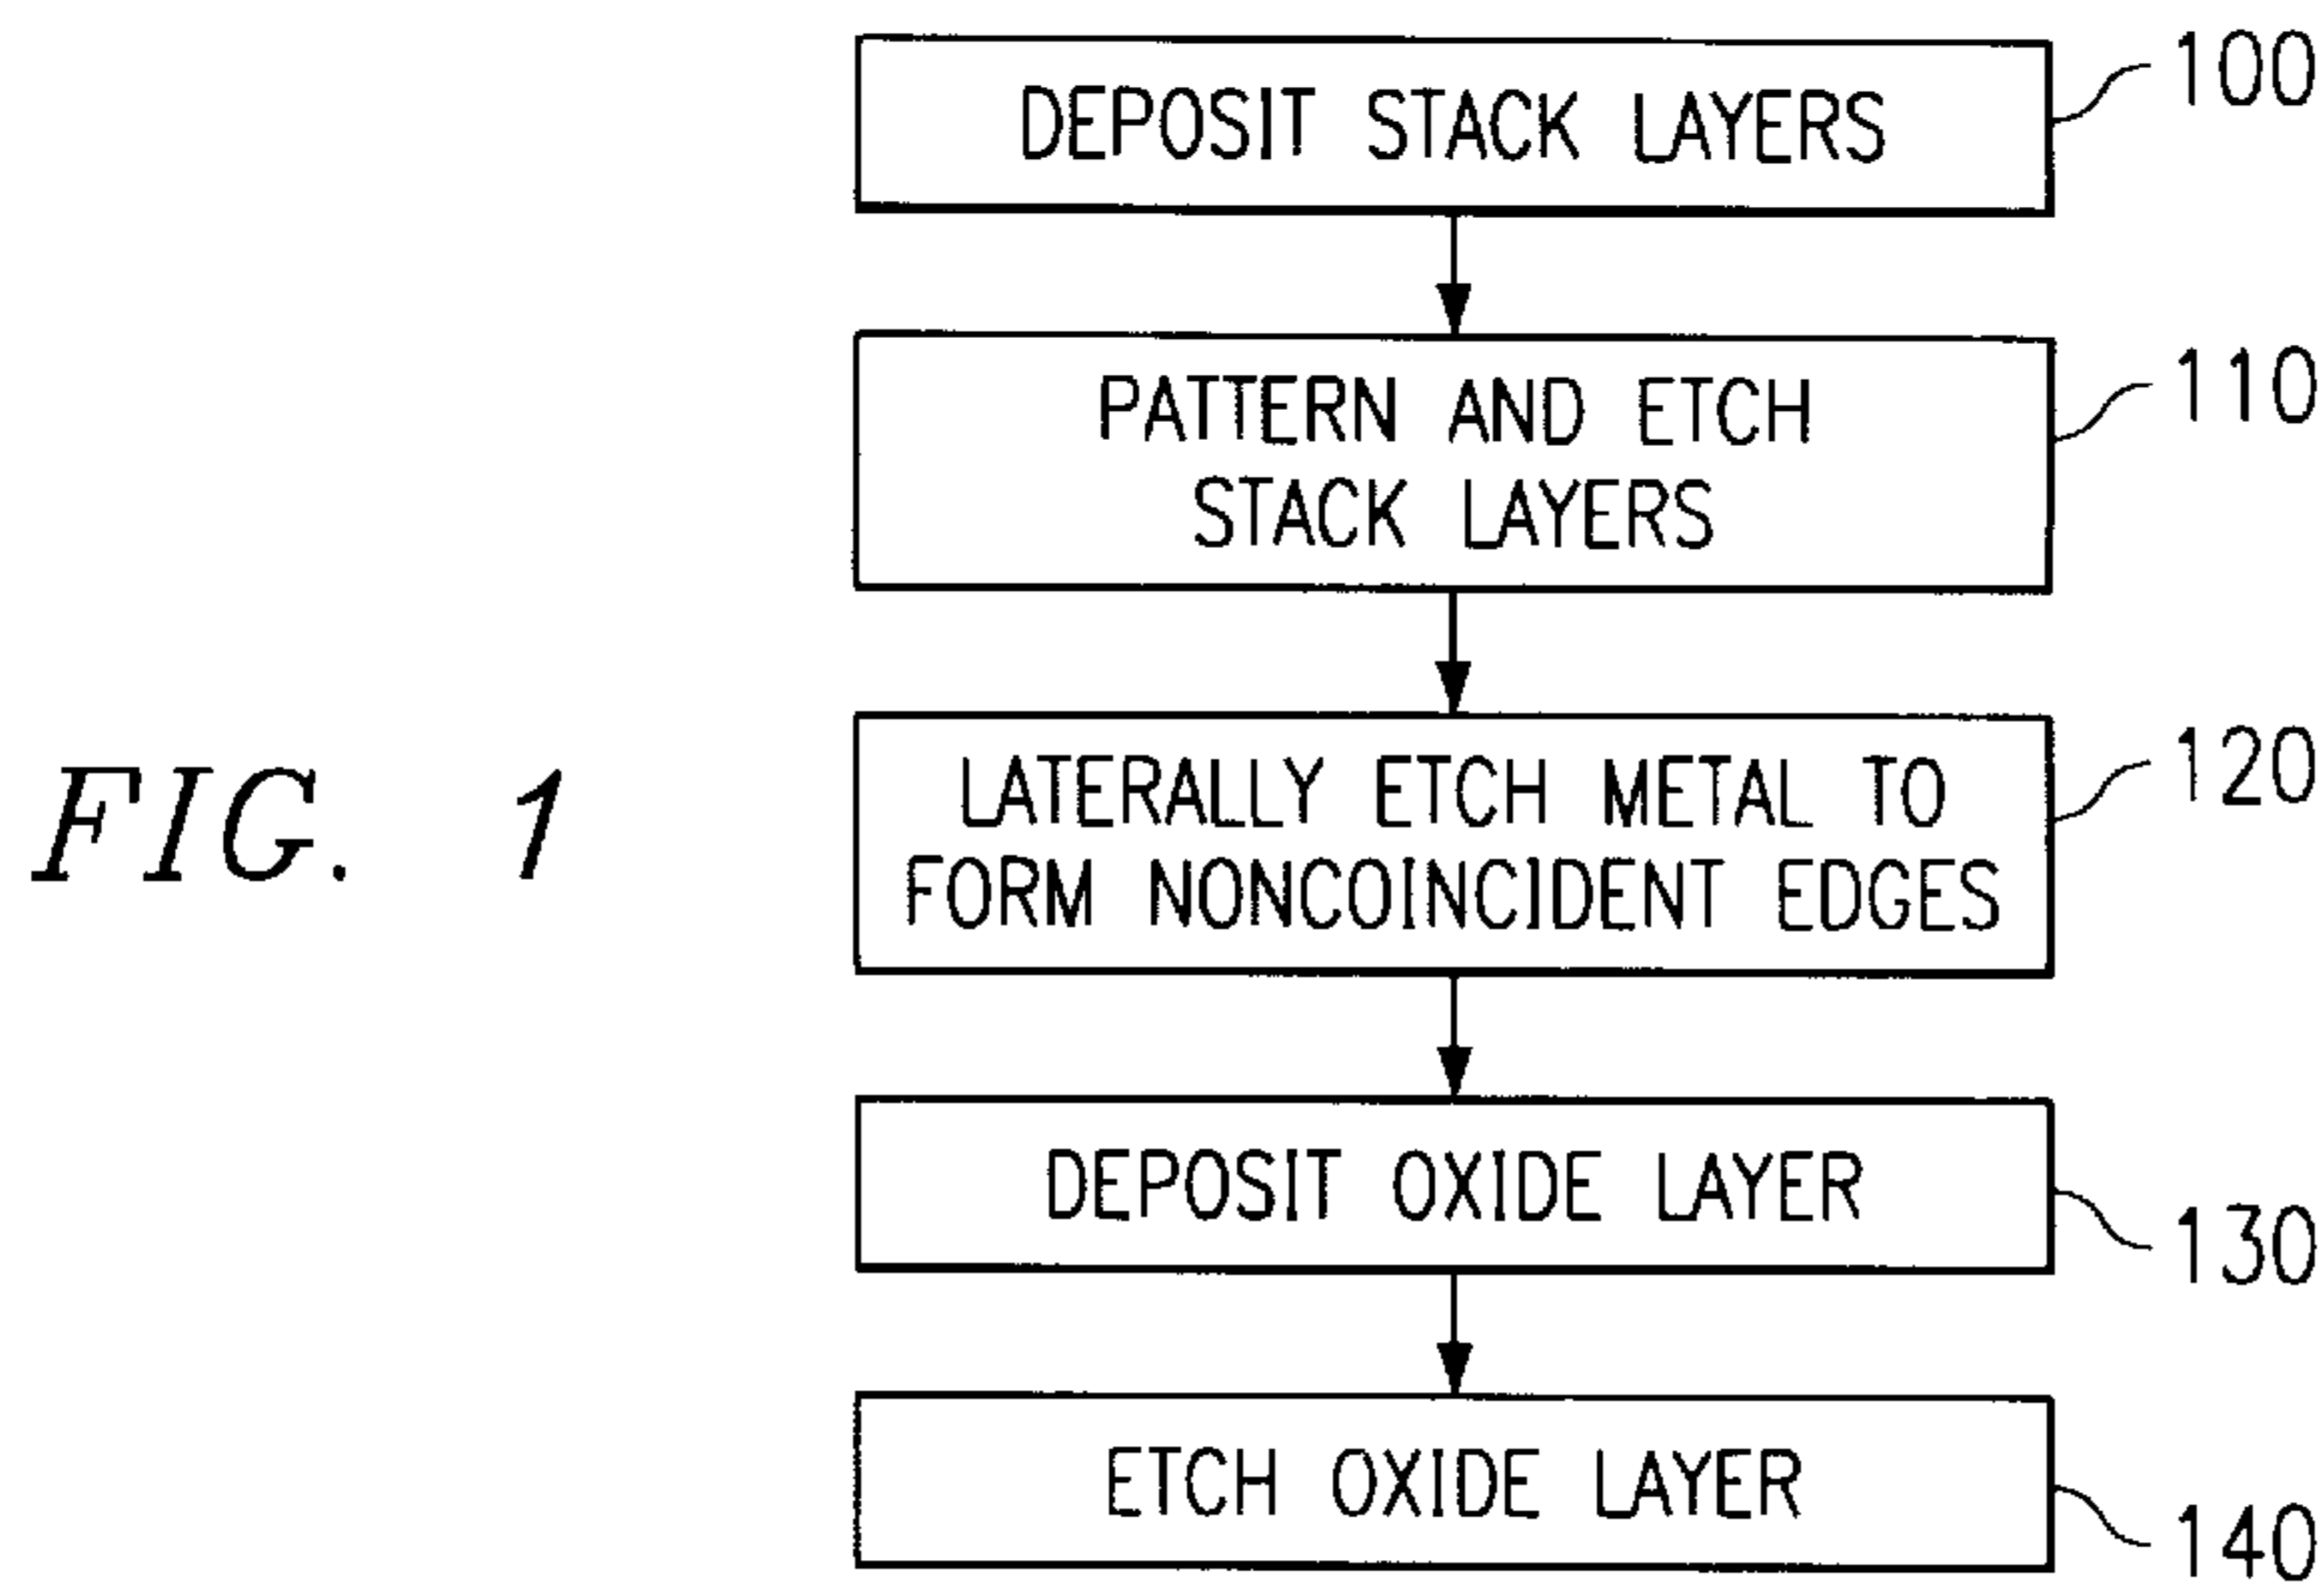 DEPOSIT STACK LAYERS
100
PATTERN AND ETCH
STACK LAYERS
110
LATERALLY ETCH METAL TO
FORM NONCOINCIDENT EDGES
120
FIG. 1
DEPOSIT OXIDE LAYER
130
ETCH OXIDE LAYER
140